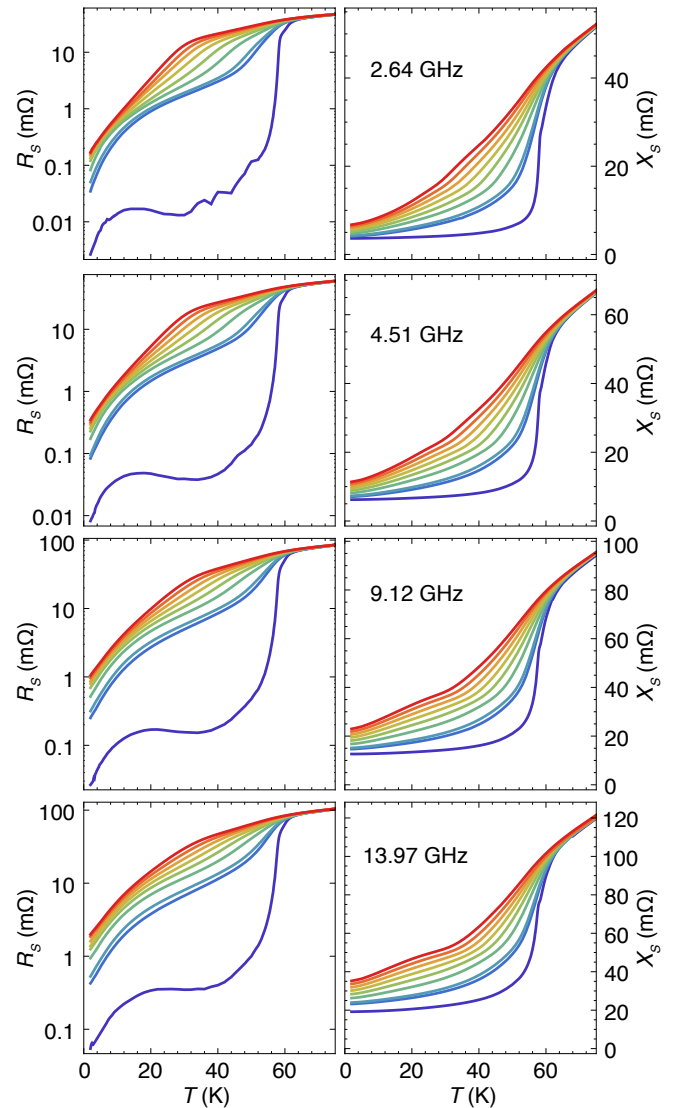 10
1
0.1
0.01
R_s (mΩ)
2.64 GHz
40
20
0
X_s (mΩ)
10
1
0.1
0.01
R_s (mΩ)
4.51 GHz
60
40
20
0
X_s (mΩ)
100
10
1
0.1
R_s (mΩ)
9.12 GHz
100
80
60
40
20
0
X_s (mΩ)
100
10
1
0.1
R_s (mΩ)
0 20 40 60
T (K)
13.97 GHz
120
100
80
60
40
20
0
X_s (mΩ)
0 20 40 60
T (K)